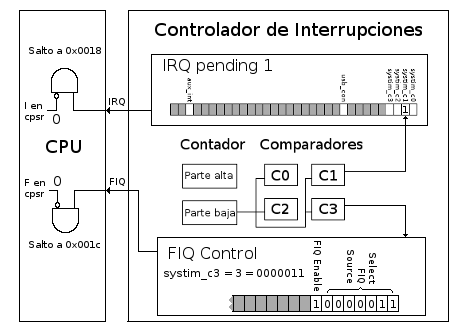 Controlador de Interrupciones
Salto a 0x0018
I en
cpsr
0
CPU
F en
cpsr
0
Salto a 0x001c
IRQ
FIQ
IRQ pending 1
aux_int
usb_con
systim_c3
systim_c2
systim_c1
systim_c0
1
Contador
Comparadores
Parte alta
Parte baja
C0
C1
C2
C3
FIQ Control
systim_c3 = 3 = 0000011
FIQ Enable
Source
FIQ
Select
1 0 0 0 0 0 1 1